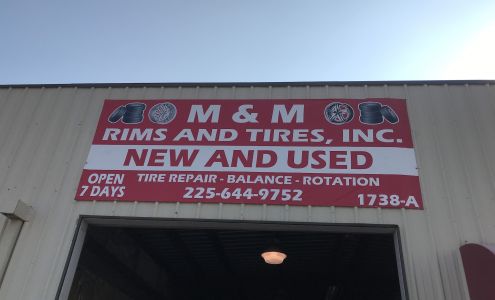 M & M
RIMS AND TIRES, INC.
NEW AND USED
OPEN
7 DAYS
TIRE REPAIR - BALANCE - ROTATION
225-644-9752
1738-A